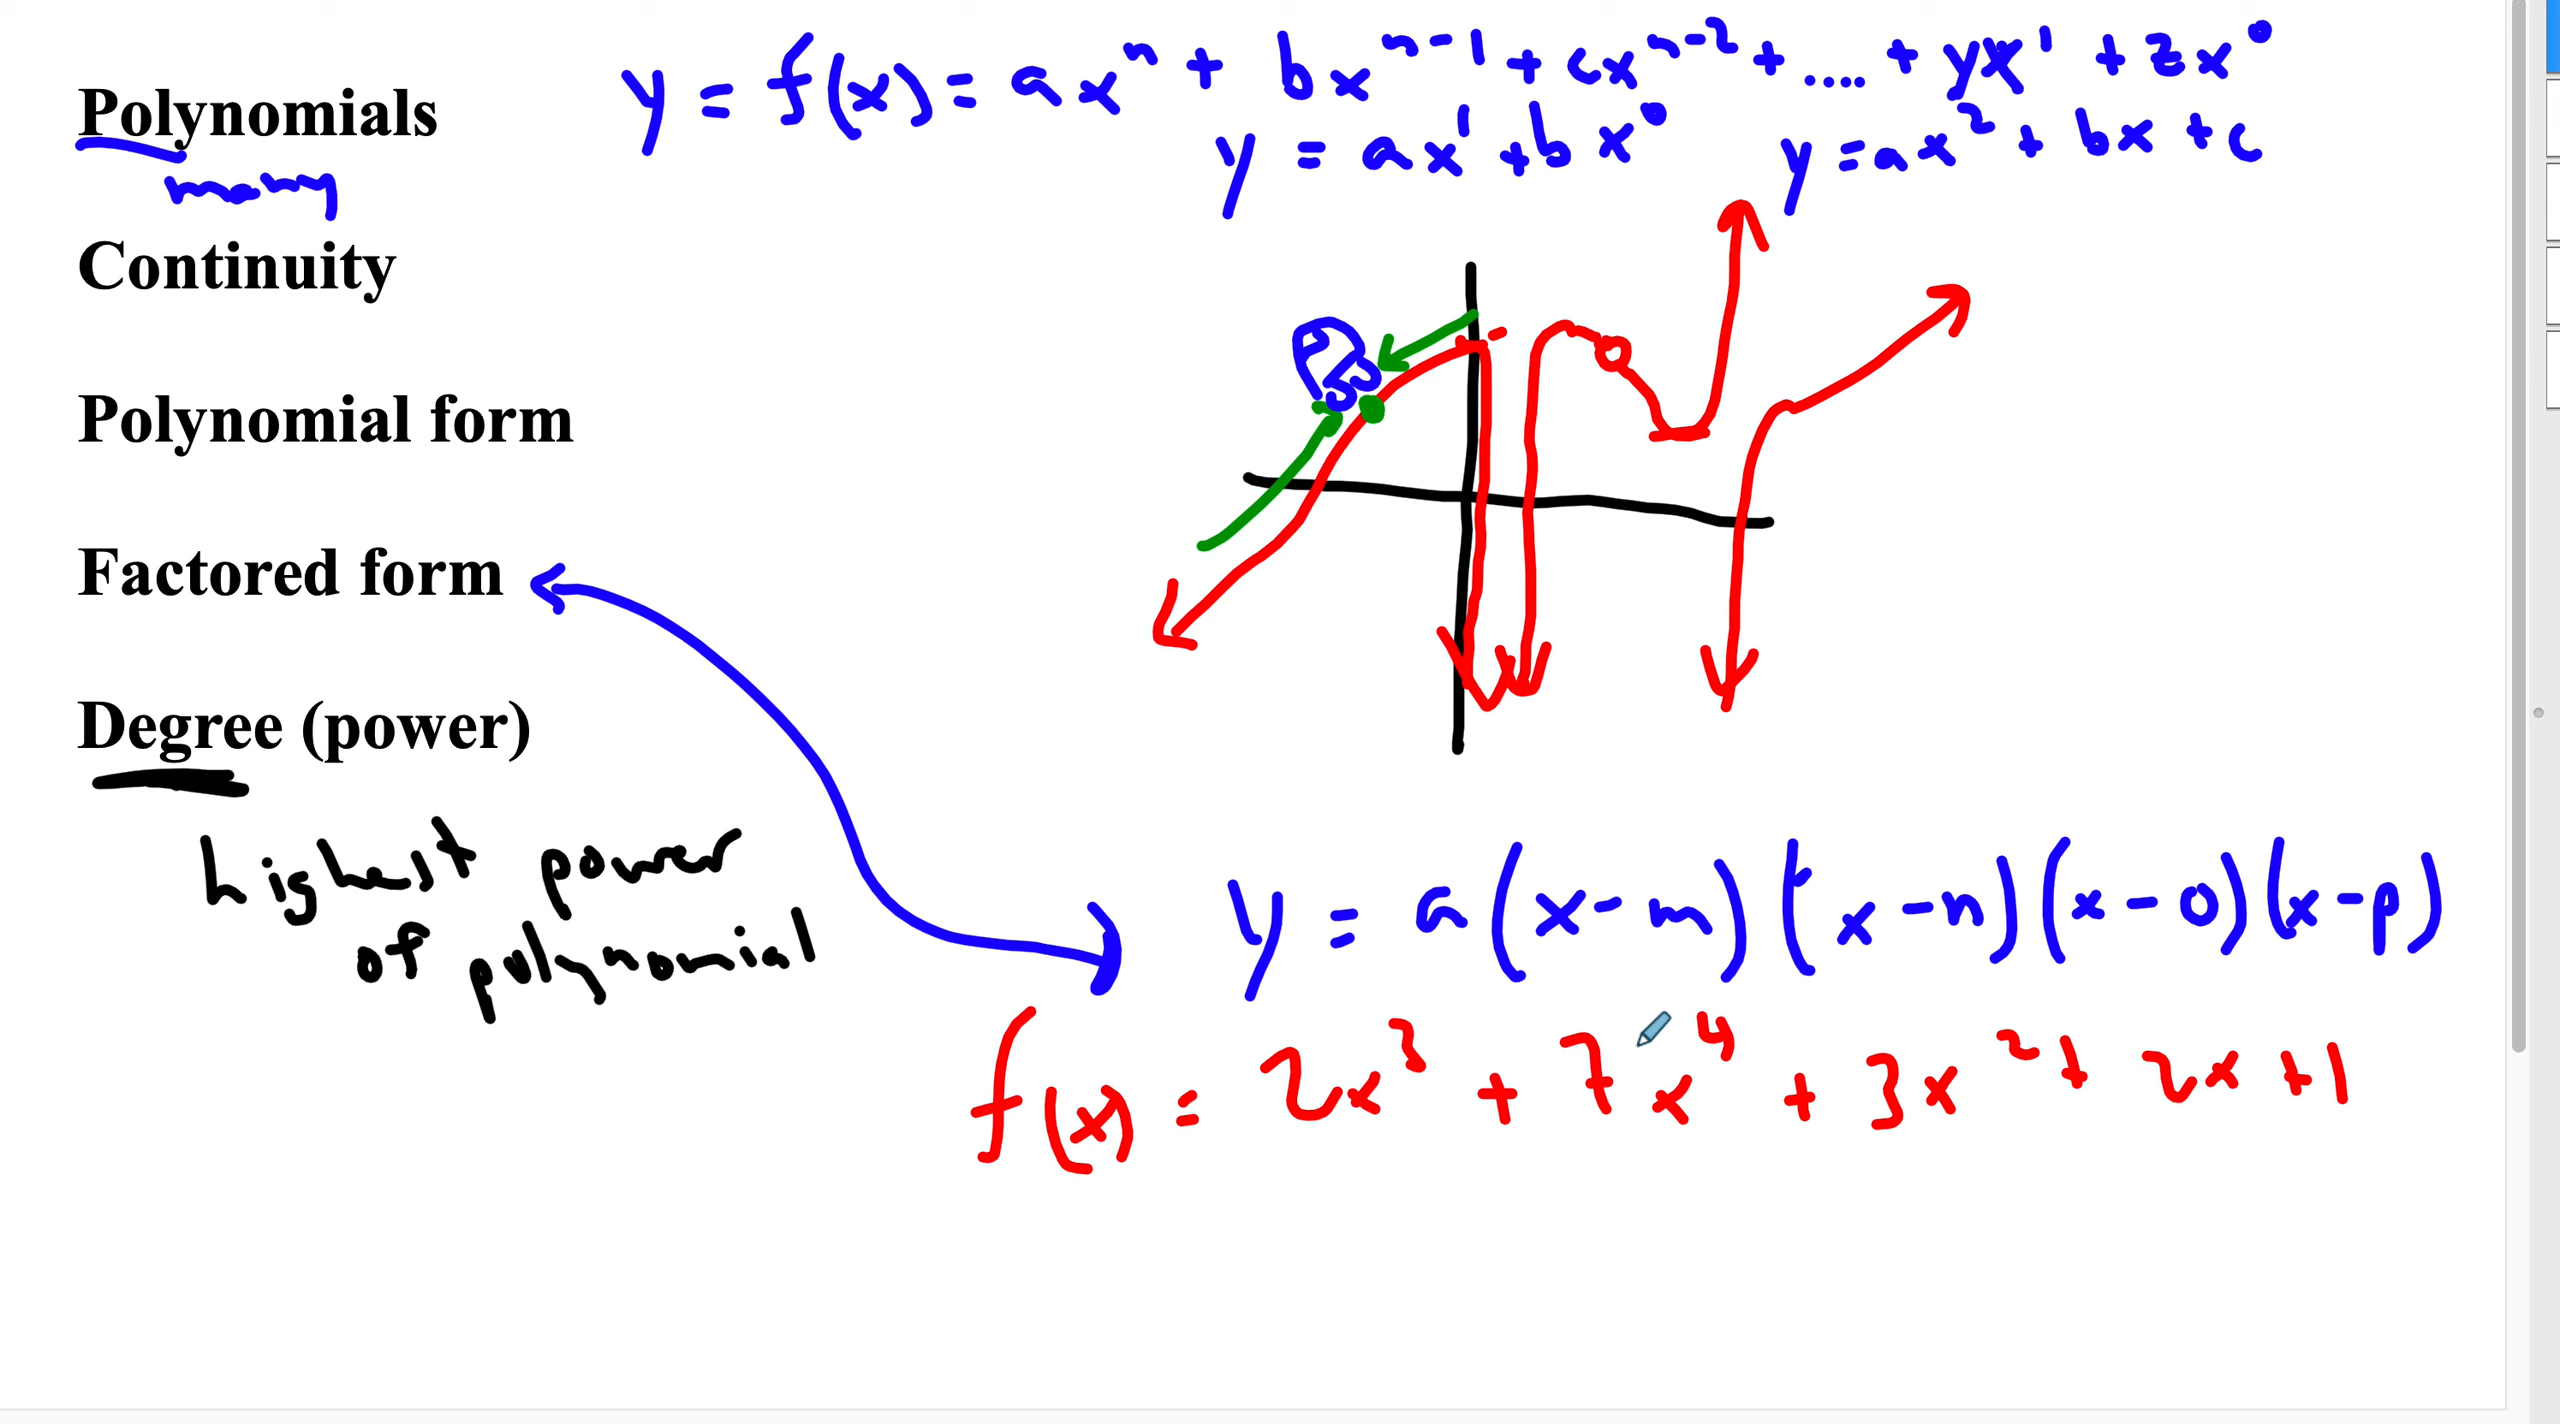 y = f(x) = ax^n + bx^(n-1) + cx^(n-2) + .... + yx^1 + zx^0
Polynomials
y = ax^1 + bx^0 y = ax^2 + bx + c
many
Continuity
Polynomial form
Factored form
Degree (power)
highest power
of polynomial
y = a(x-m)(x-n)(x-o)(x-p)
f(x) = 2x^3 + 7x^4 + 3x^2 + 2x + 1